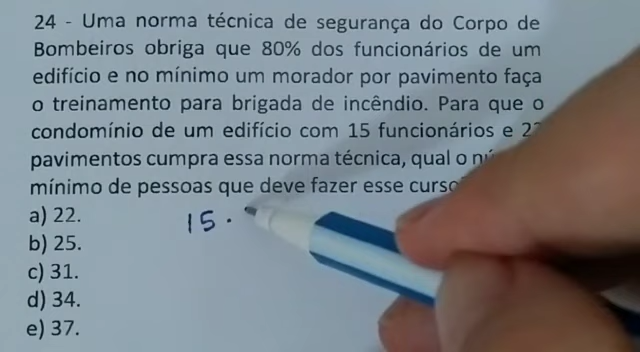 24 - Uma norma técnica de segurança do Corpo de
Bombeiros obriga que 80% dos funcionários de um
edifício e no mínimo um morador por pavimento faça
o treinamento para brigada de incêndio. Para que o
condomínio de um edifício com 15 funcionários e
pavimentos cumpra essa norma técnica, qual o
mínimo de pessoas que deve fazer esse
a) 22.
b) 25.
c) 31.
d) 34.
e) 37.
15 .